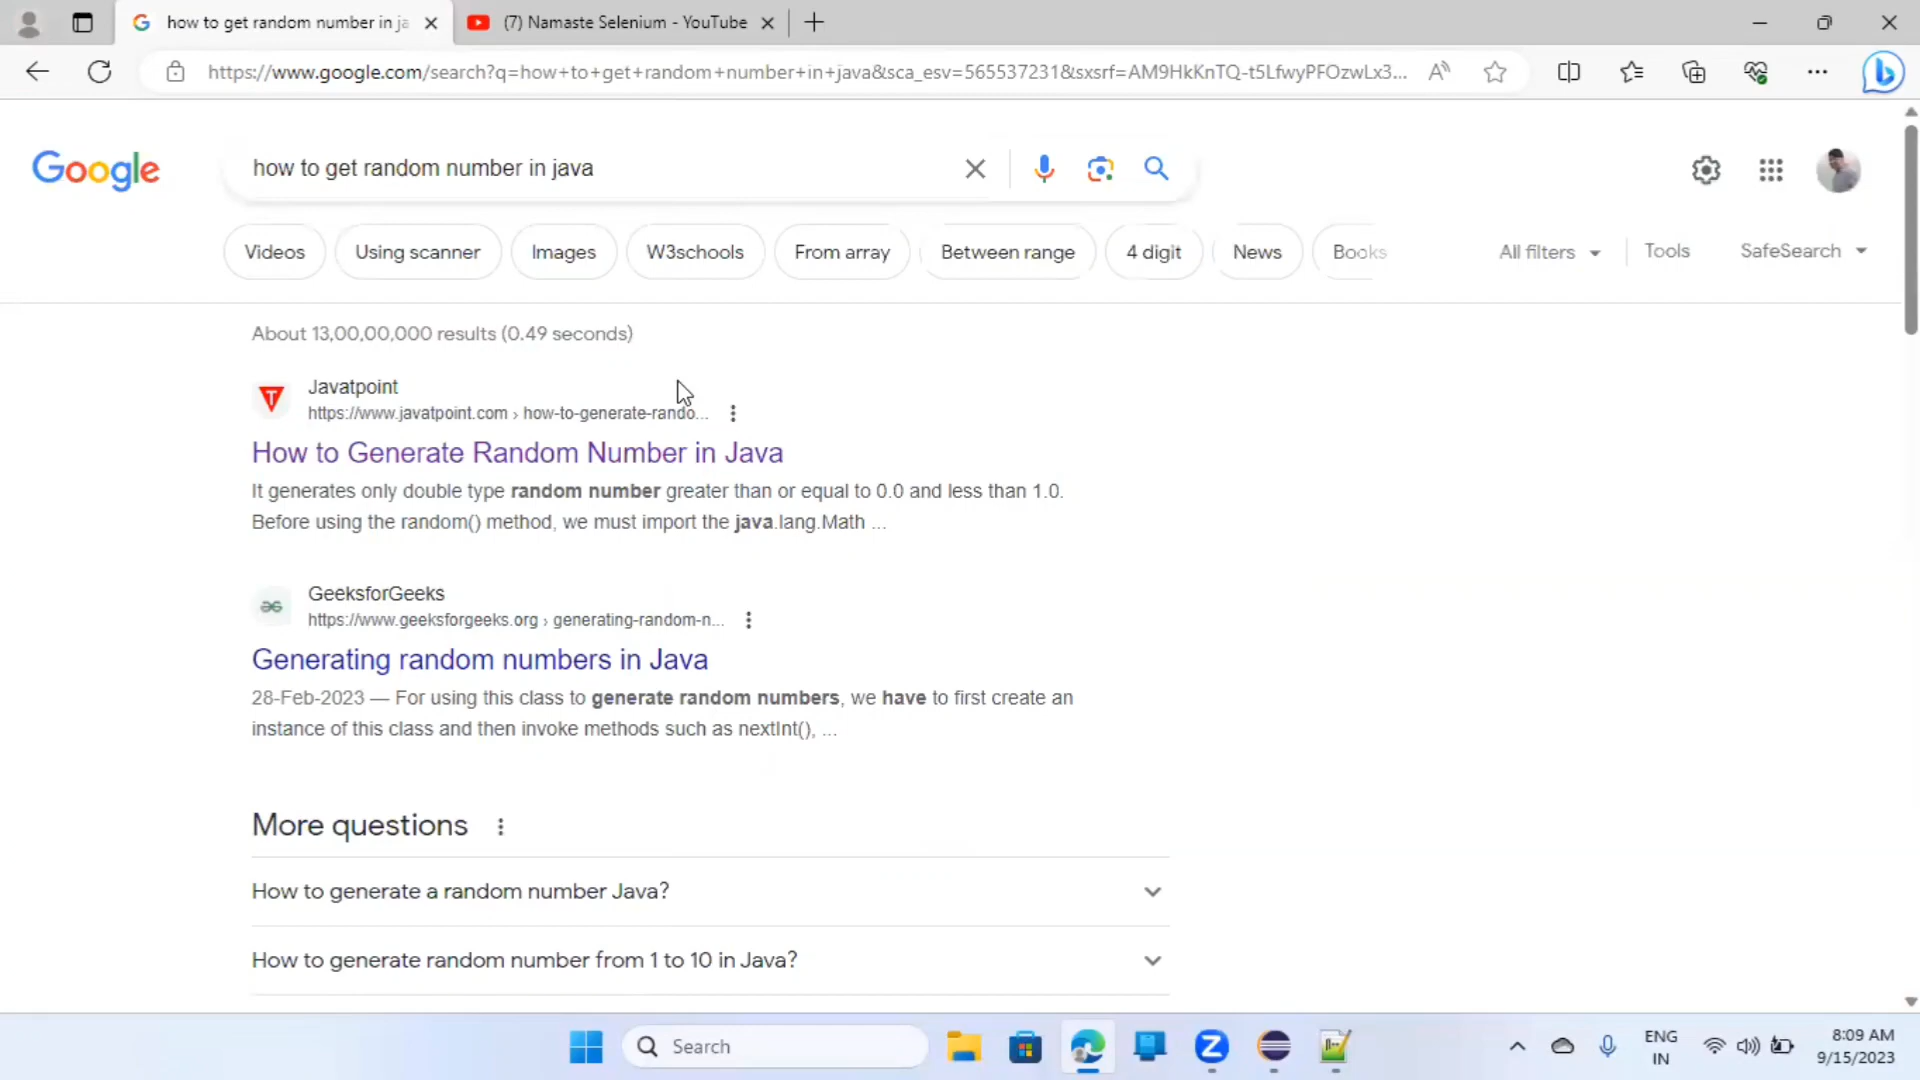 how to get random number in ja
(7) Namaste Selenium - YouTube
https://www.google.com/search?q=how+to+get+random+number+in+java&sca_esv=565537231&sxsrf=AM9HkKnTQ-t5LfwyPFOzwLx3...
Google
how to get random number in java
Videos
Using scanner
Images
W3schools
From array
Between range
4 digit
News
Books
All filters
Tools
SafeSearch
About 13,00,00,000 results (0.49 seconds)
Javatpoint
https://www.javatpoint.com › how-to-generate-rando...
How to Generate Random Number in Java
It generates only double type random number greater than or equal to 0.0 and less than 1.0.
Before using the random() method, we must import the java.lang.Math ...
GeeksforGeeks
https://www.geeksforgeeks.org › generating-random-n...
Generating random numbers in Java
28-Feb-2023 — For using this class to generate random numbers, we have to first create an
instance of this class and then invoke methods such as nextInt(), ...
More questions
How to generate a random number Java?
How to generate random number from 1 to 10 in Java?
Search
ENG
IN
8:09 AM
9/15/2023